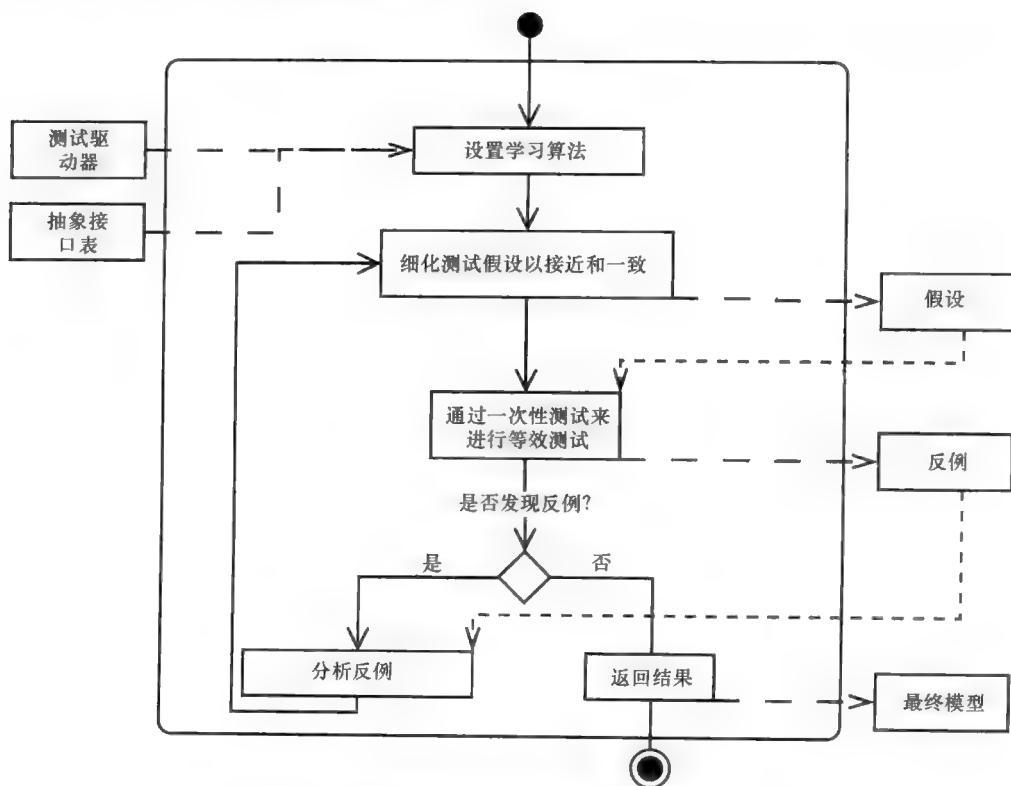 测试驱
动器
设置学习算法
抽象接
口表
细化测试假设以接近和一致
假设
通过一次性测试来
进行等效测试
反例
是否发现反例?
是
否
分析反例
返回结果
最终模型